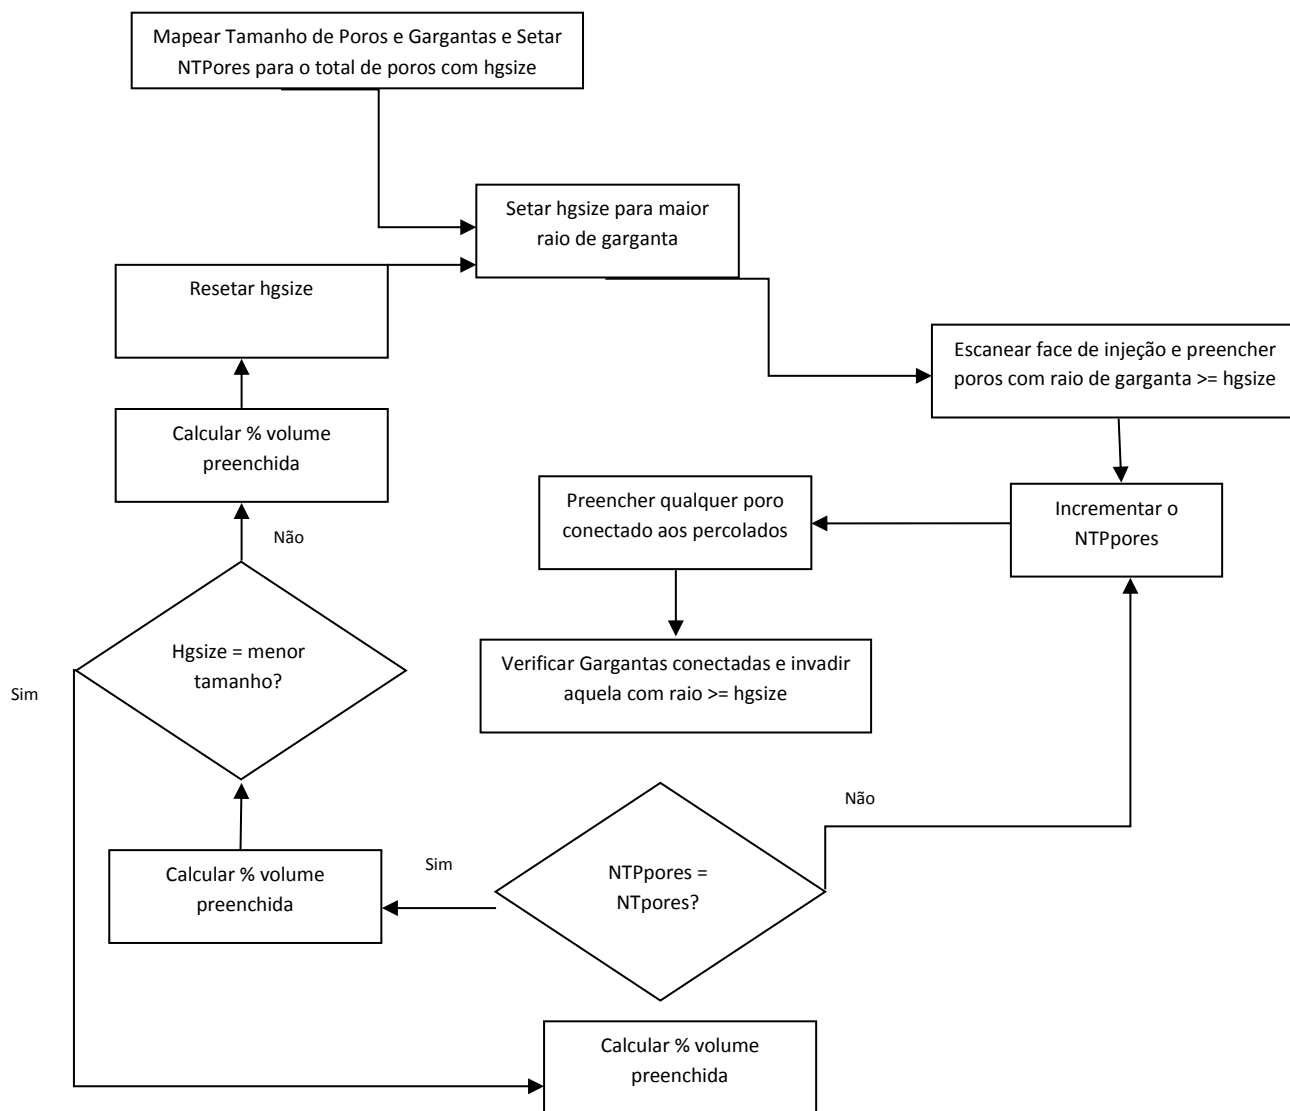 Mapear Tamanho de Poros e Gargantas e Setar
NTPores para o total de poros com hgsize
Setar hgsize para maior
raio de garganta
Resetar hgsize
Escanear face de injeção e preencher
poros com raio de garganta >= hgsize
Calcular % volume
preenchida
Preencher qualquer poro
conectado aos percolados
Incrementar o
NTPpores
Não
Hgsize = menor
tamanho?
Sim
Verificar Gargantas conectadas e invadir
aquela com raio >= hgsize
Não
Calcular % volume
preenchida
Sim
NTPpores =
NTpores?
Calcular % volume
preenchida